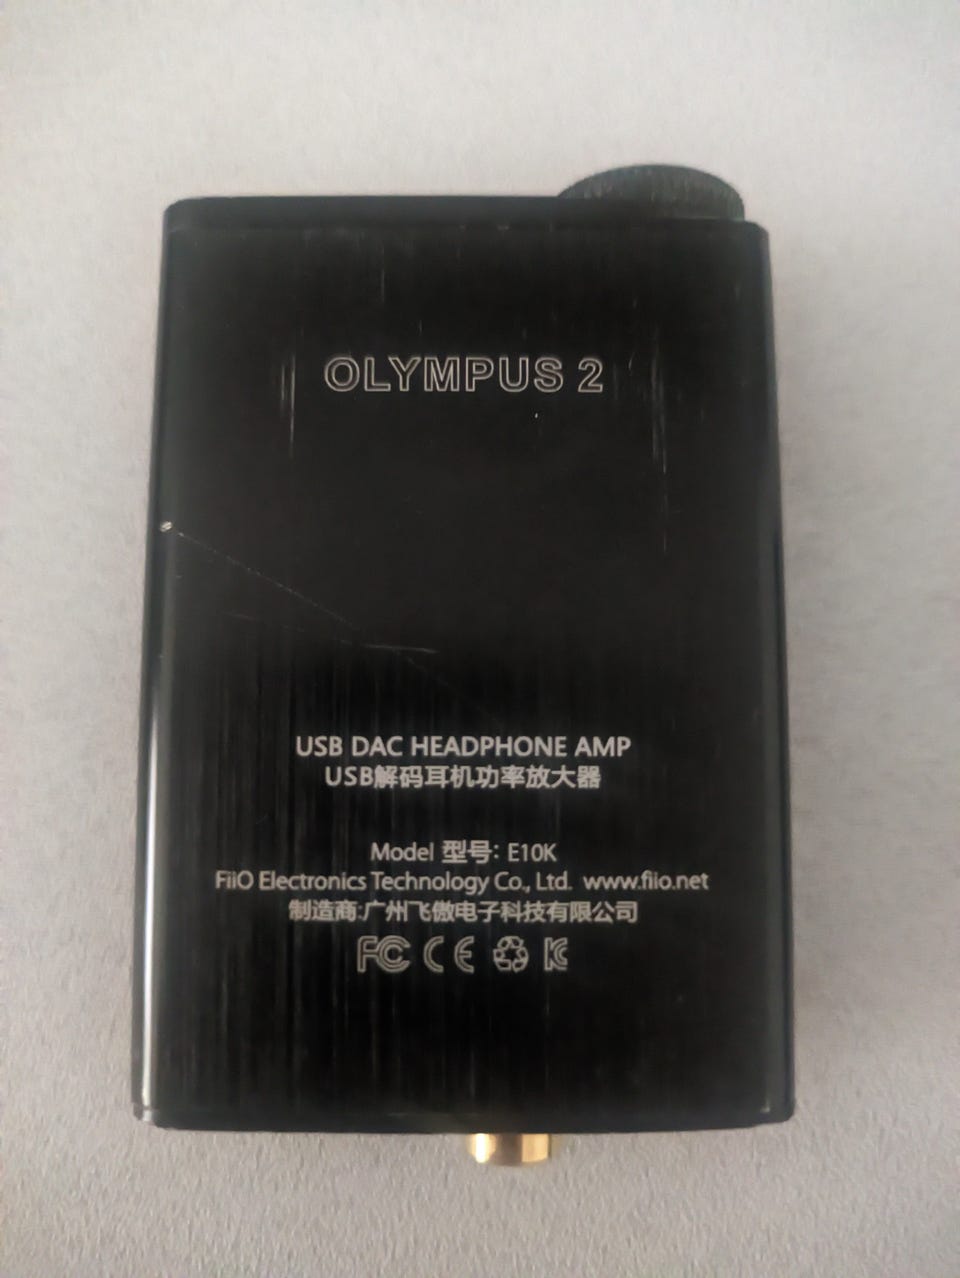 OLYMPUS 2
USB DAC HEADPHONE AMP
USB解码耳机功率放大器
Model 型号: E10K
FiiO Electronics Technology Co., Ltd. www.fiio.net
制造商:广州飞傲电子科技有限公司
FC CE